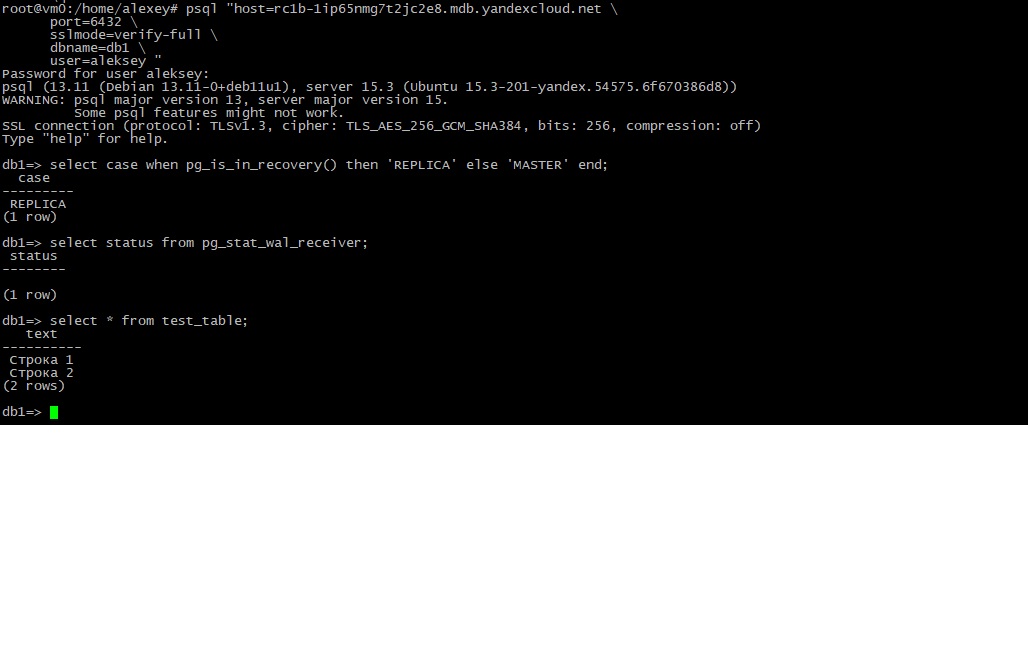 root@vm0:/home/alexey# psql "host=rc1b-1ip65nmg7t2jc2e8.mdb.yandexcloud.net \
port=6432 \
sslmode=verify-full \
dbname=db1 \
user=aleksey "
Password for user aleksey:
psql (13.11 (Debian 13.11-0+deb11u1), server 15.3 (Ubuntu 15.3-201-yandex.54575.6f670386d8))
WARNING: psql major version 13, server major version 15.
Some psql features might not work.
SSL connection (protocol: TLSv1.3, cipher: TLS_AES_256_GCM_SHA384, bits: 256, compression: off)
Type "help" for help.
db1=> select case when pg_is_in_recovery() then 'REPLICA' else 'MASTER' end;
case
---------
REPLICA
(1 row)
db1=> select status from pg_stat_wal_receiver;
status
--------
(1 row)
db1=> select * from test_table;
text
----------
Строка 1
Строка 2
(2 rows)
db1=>